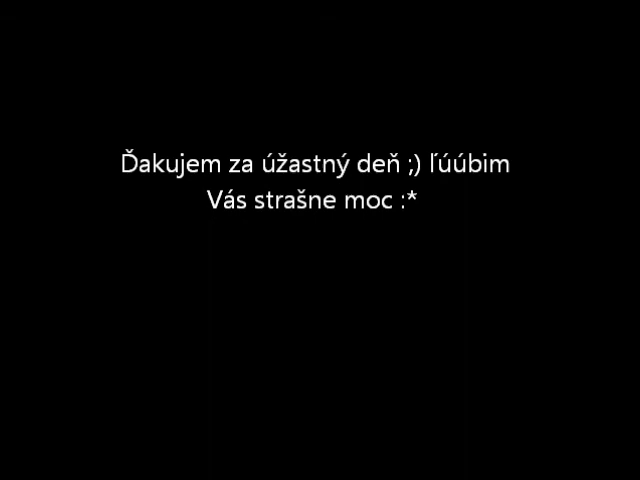 Ďakujem za úžastný deň ;) ľúúbim
Vás strašne moc :*